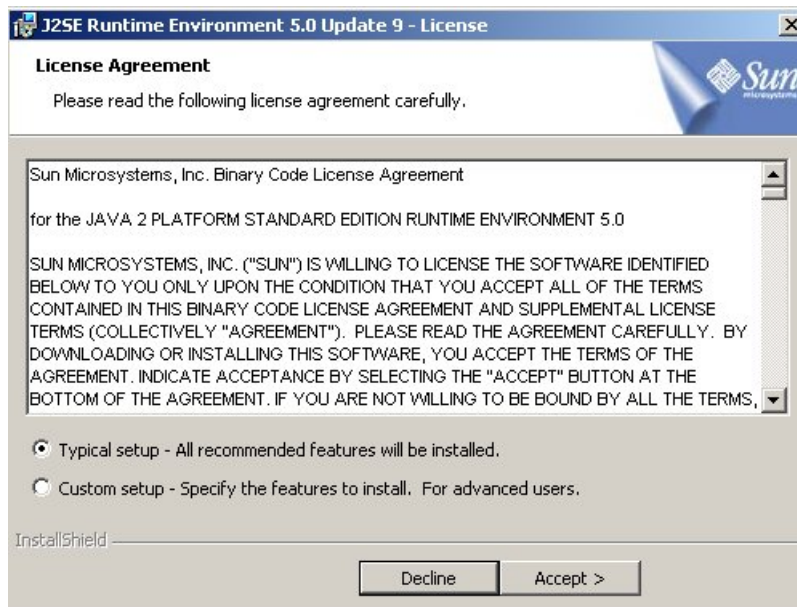 J2SE Runtime Environment 5.0 Update 9 - License
License Agreement
Please read the following license agreement carefully.
Sun
microsystems
Sun Microsystems, Inc. Binary Code License Agreement
for the JAVA 2 PLATFORM STANDARD EDITION RUNTIME ENVIRONMENT 5.0
SUN MICROSYSTEMS, INC. ("SUN") IS WILLING TO LICENSE THE SOFTWARE IDENTIFIED
BELOW TO YOU ONLY UPON THE CONDITION THAT YOU ACCEPT ALL OF THE TERMS
CONTAINED IN THIS BINARY CODE LICENSE AGREEMENT AND SUPPLEMENTAL LICENSE
TERMS (COLLECTIVELY "AGREEMENT").  PLEASE READ THE AGREEMENT CAREFULLY.  BY
DOWNLOADING OR INSTALLING THIS SOFTWARE, YOU ACCEPT THE TERMS OF THE
AGREEMENT. INDICATE ACCEPTANCE BY SELECTING THE "ACCEPT" BUTTON AT THE
BOTTOM OF THE AGREEMENT. IF YOU ARE NOT WILLING TO BE BOUND BY ALL THE TERMS,
Typical setup - All recommended features will be installed.
Custom setup - Specify the features to install.  For advanced users.
InstallShield
Decline
Accept >